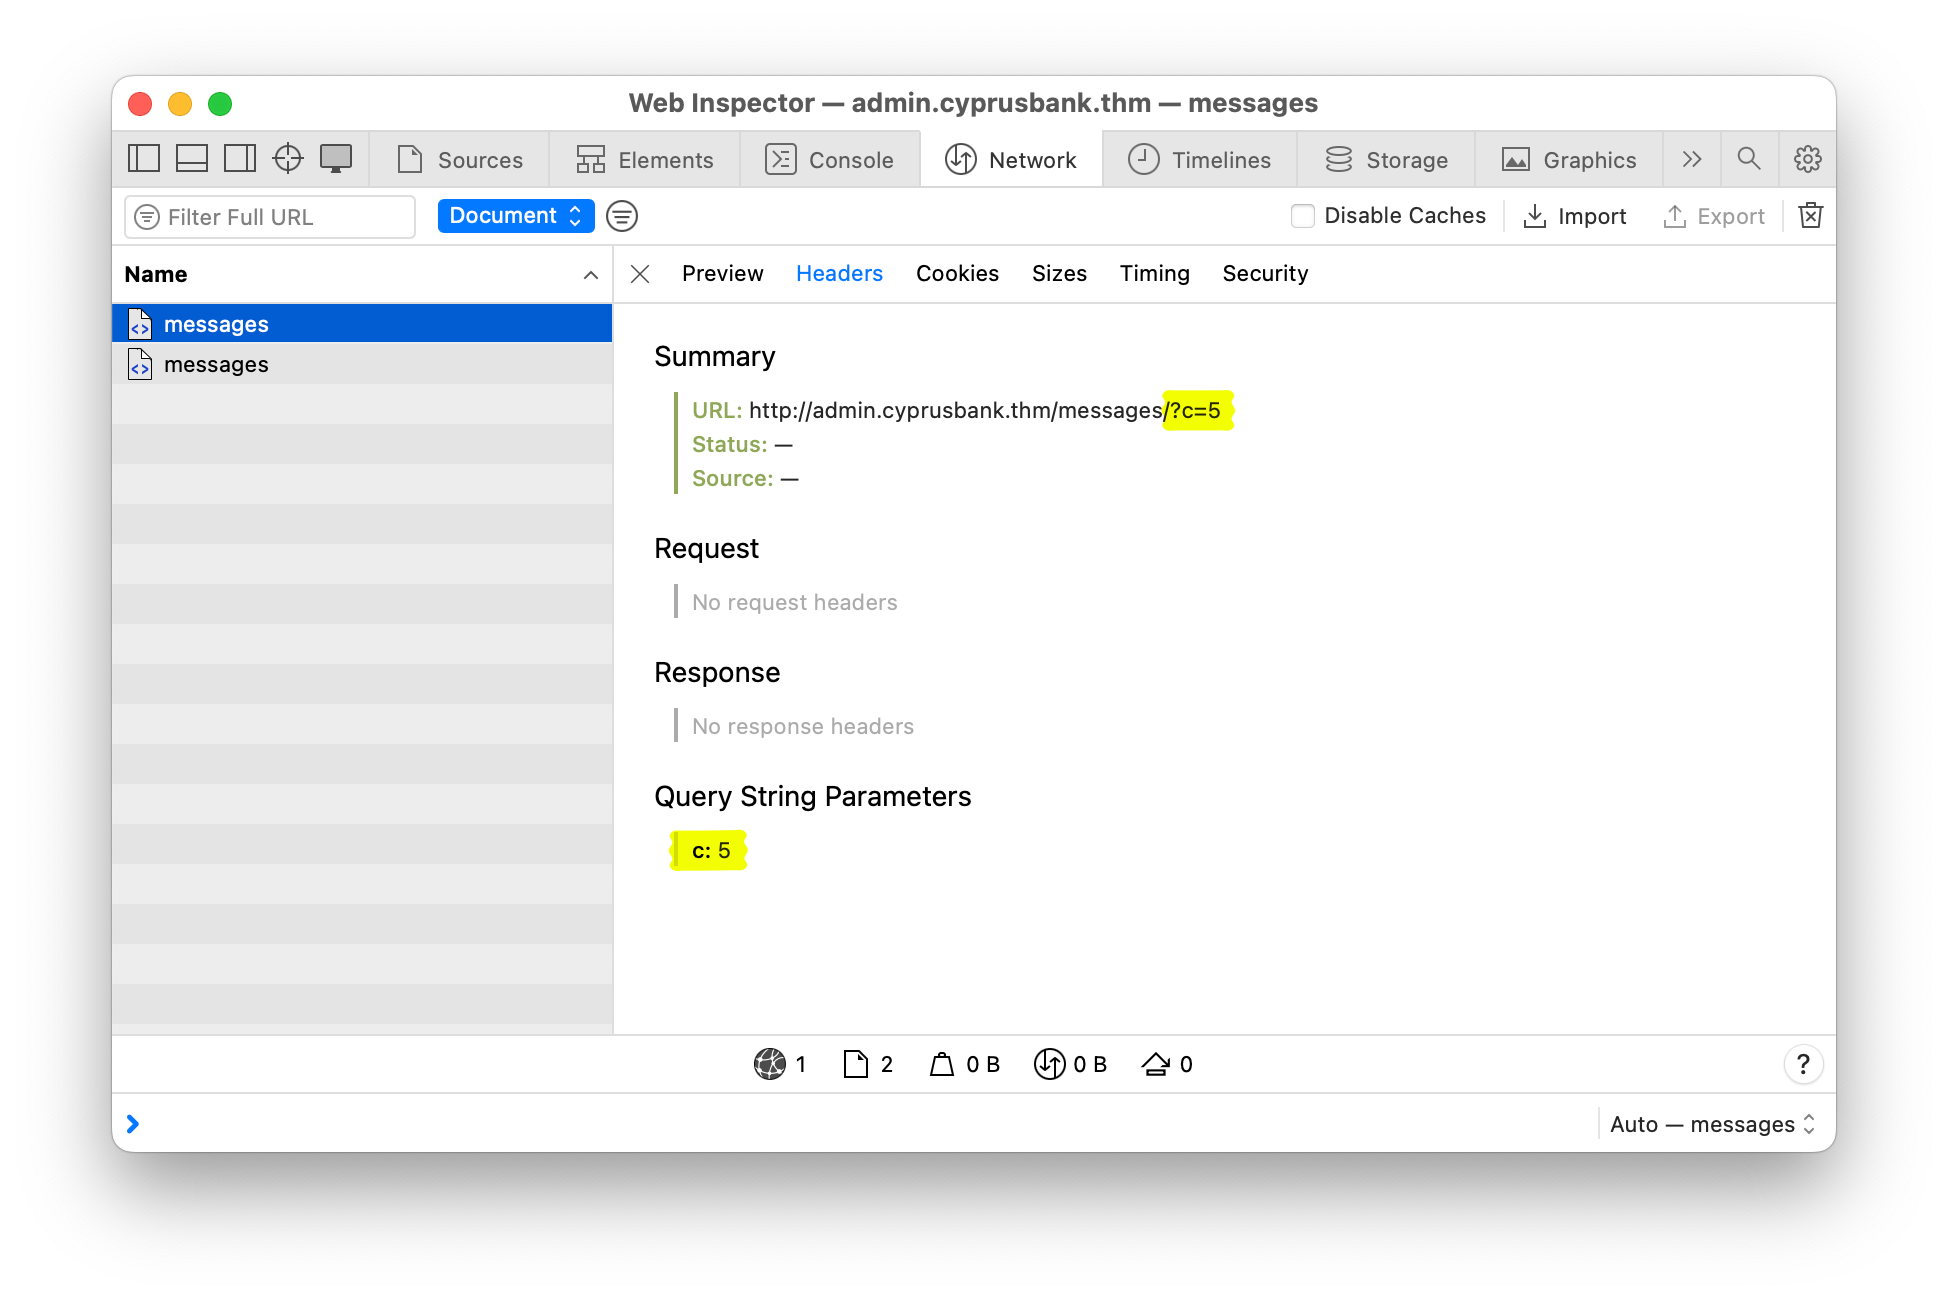 Web Inspector — admin.cyprusbank.thm — messages
Sources Elements Console Network Timelines Storage Graphics
Filter Full URL Document Disable Caches Import Export
Name Preview Headers Cookies Sizes Timing Security
messages
messages
Summary
URL: http://admin.cyprusbank.thm/messages/?c=5
Status: —
Source: —
Request
No request headers
Response
No response headers
Query String Parameters
c: 5
1 2 0 B 0 B 0 ?
Auto — messages